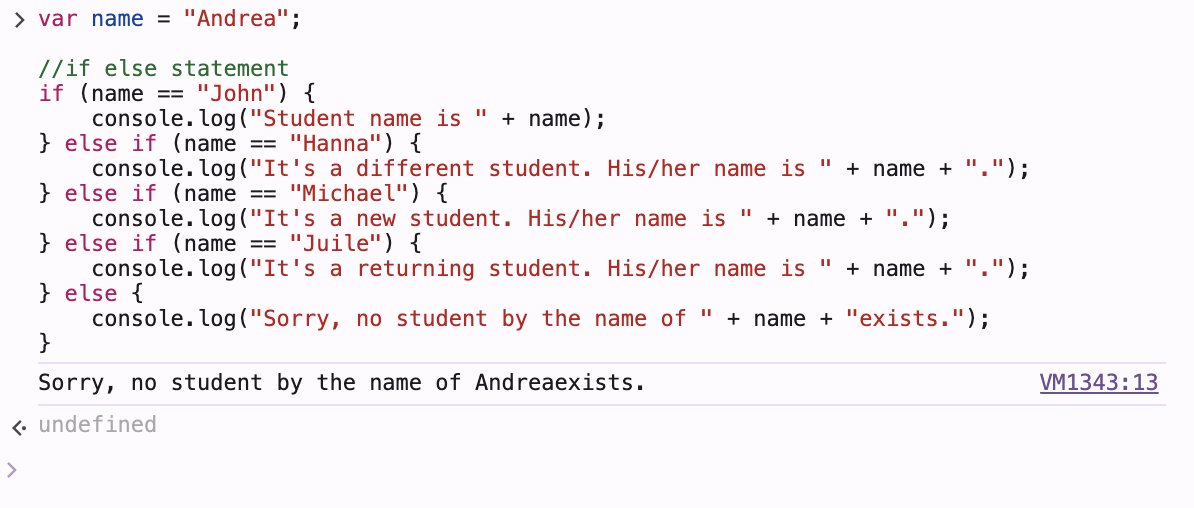 > var name = "Andrea";
//if else statement
if (name == "John") {
    console.log("Student name is " + name);
} else if (name == "Hanna") {
    console.log("It's a different student. His/her name is " + name + ".");
} else if (name == "Michael") {
    console.log("It's a new student. His/her name is " + name + ".");
} else if (name == "Juile") {
    console.log("It's a returning student. His/her name is " + name + ".");
} else {
    console.log("Sorry, no student by the name of " + name + "exists.");
}
Sorry, no student by the name of Andreaexists. VM1343:13
undefined